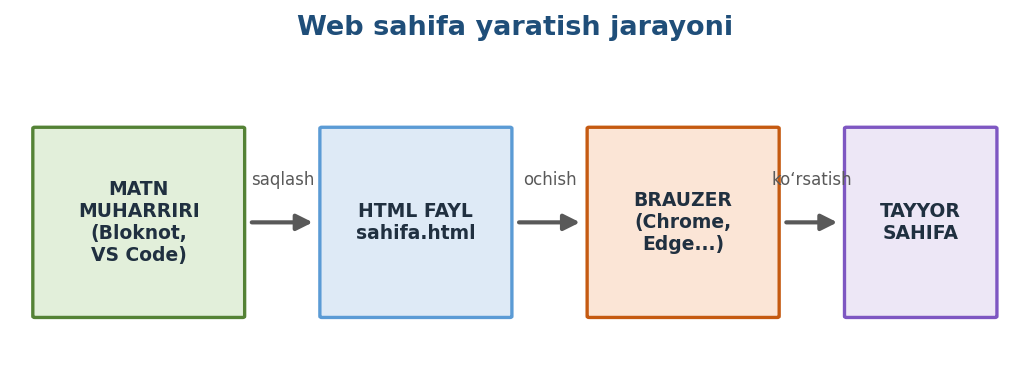 Web sahifa yaratish jarayoni
MATN
MUHARRIRI
(Bloknot,
VS Code)
saqlash
HTML FAYL
sahifa.html
ochish
BRAUZER
(Chrome,
Edge...)
ko‘rsatish
TAYYOR
SAHIFA